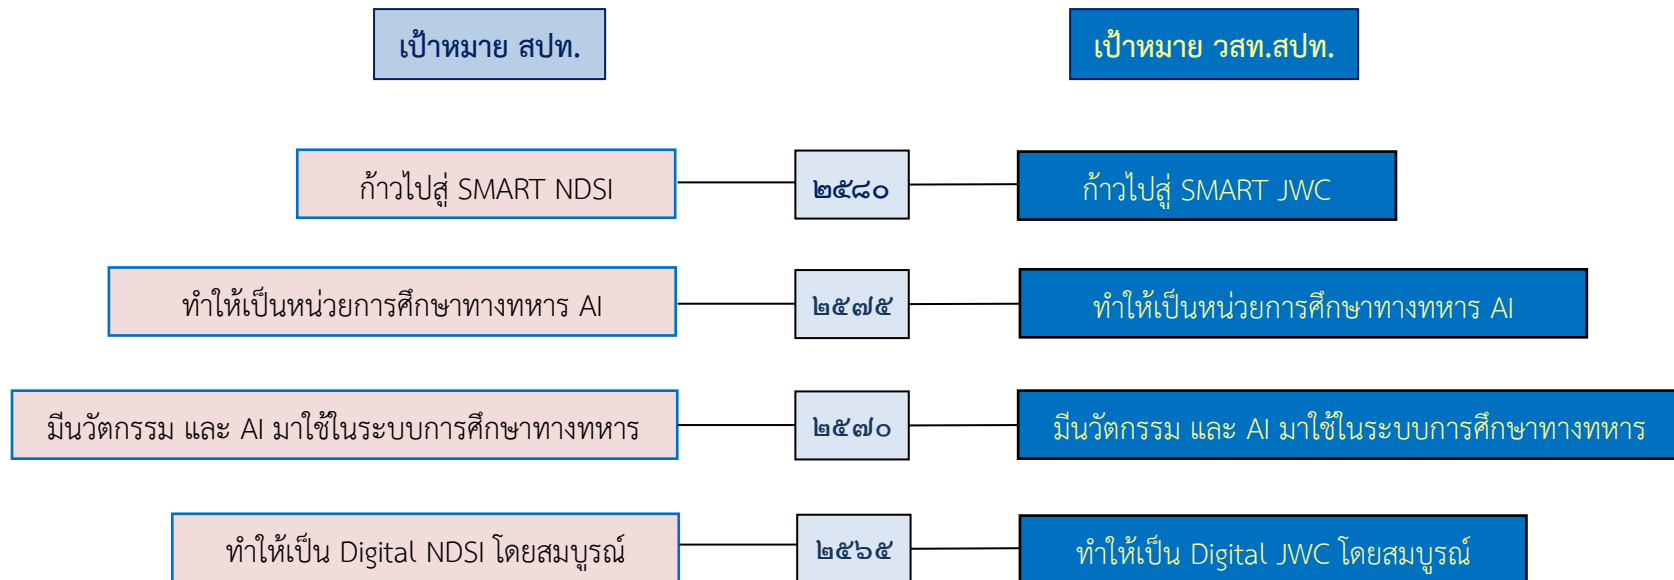 เป้าหมาย สปท.
เป้าหมาย วสท.สปท.
ก้าวไปสู่ SMART NDSI
๒๕๘๐
ก้าวไปสู่ SMART JWC
ทำให้เป็นหน่วยการศึกษาทางทหาร AI
๒๕๗๕
ทำให้เป็นหน่วยการศึกษาทางทหาร AI
มีนวัตกรรม และ AI มาใช้ในระบบการศึกษาทางทหาร
๒๕๗๐
มีนวัตกรรม และ AI มาใช้ในระบบการศึกษาทางทหาร
ทำให้เป็น Digital NDSI โดยสมบูรณ์
๒๕๖๕
ทำให้เป็น Digital JWC โดยสมบูรณ์